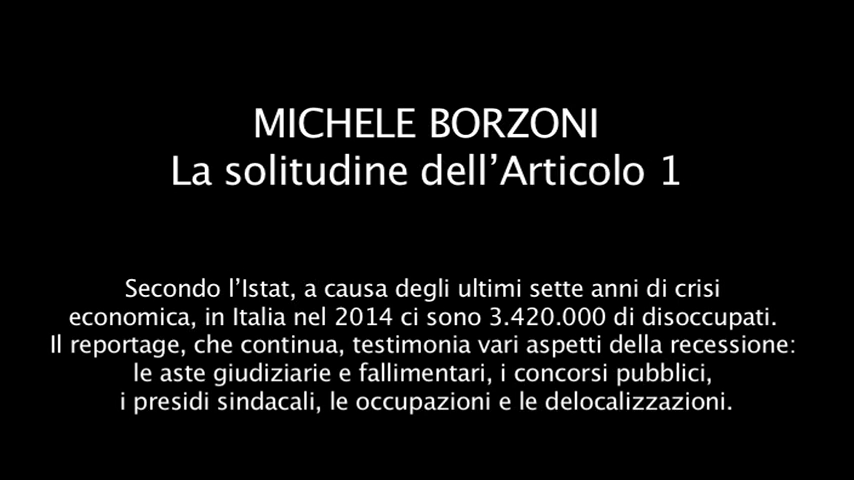 MICHELE BORZONI
La solitudine dell’Articolo 1
Secondo l’Istat, a causa degli ultimi sette anni di crisi
economica, in Italia nel 2014 ci sono 3.420.000 di disoccupati.
Il reportage, che continua, testimonia vari aspetti della recessione:
le aste giudiziarie e fallimentari, i concorsi pubblici,
i presidi sindacali, le occupazioni e le delocalizzazioni.